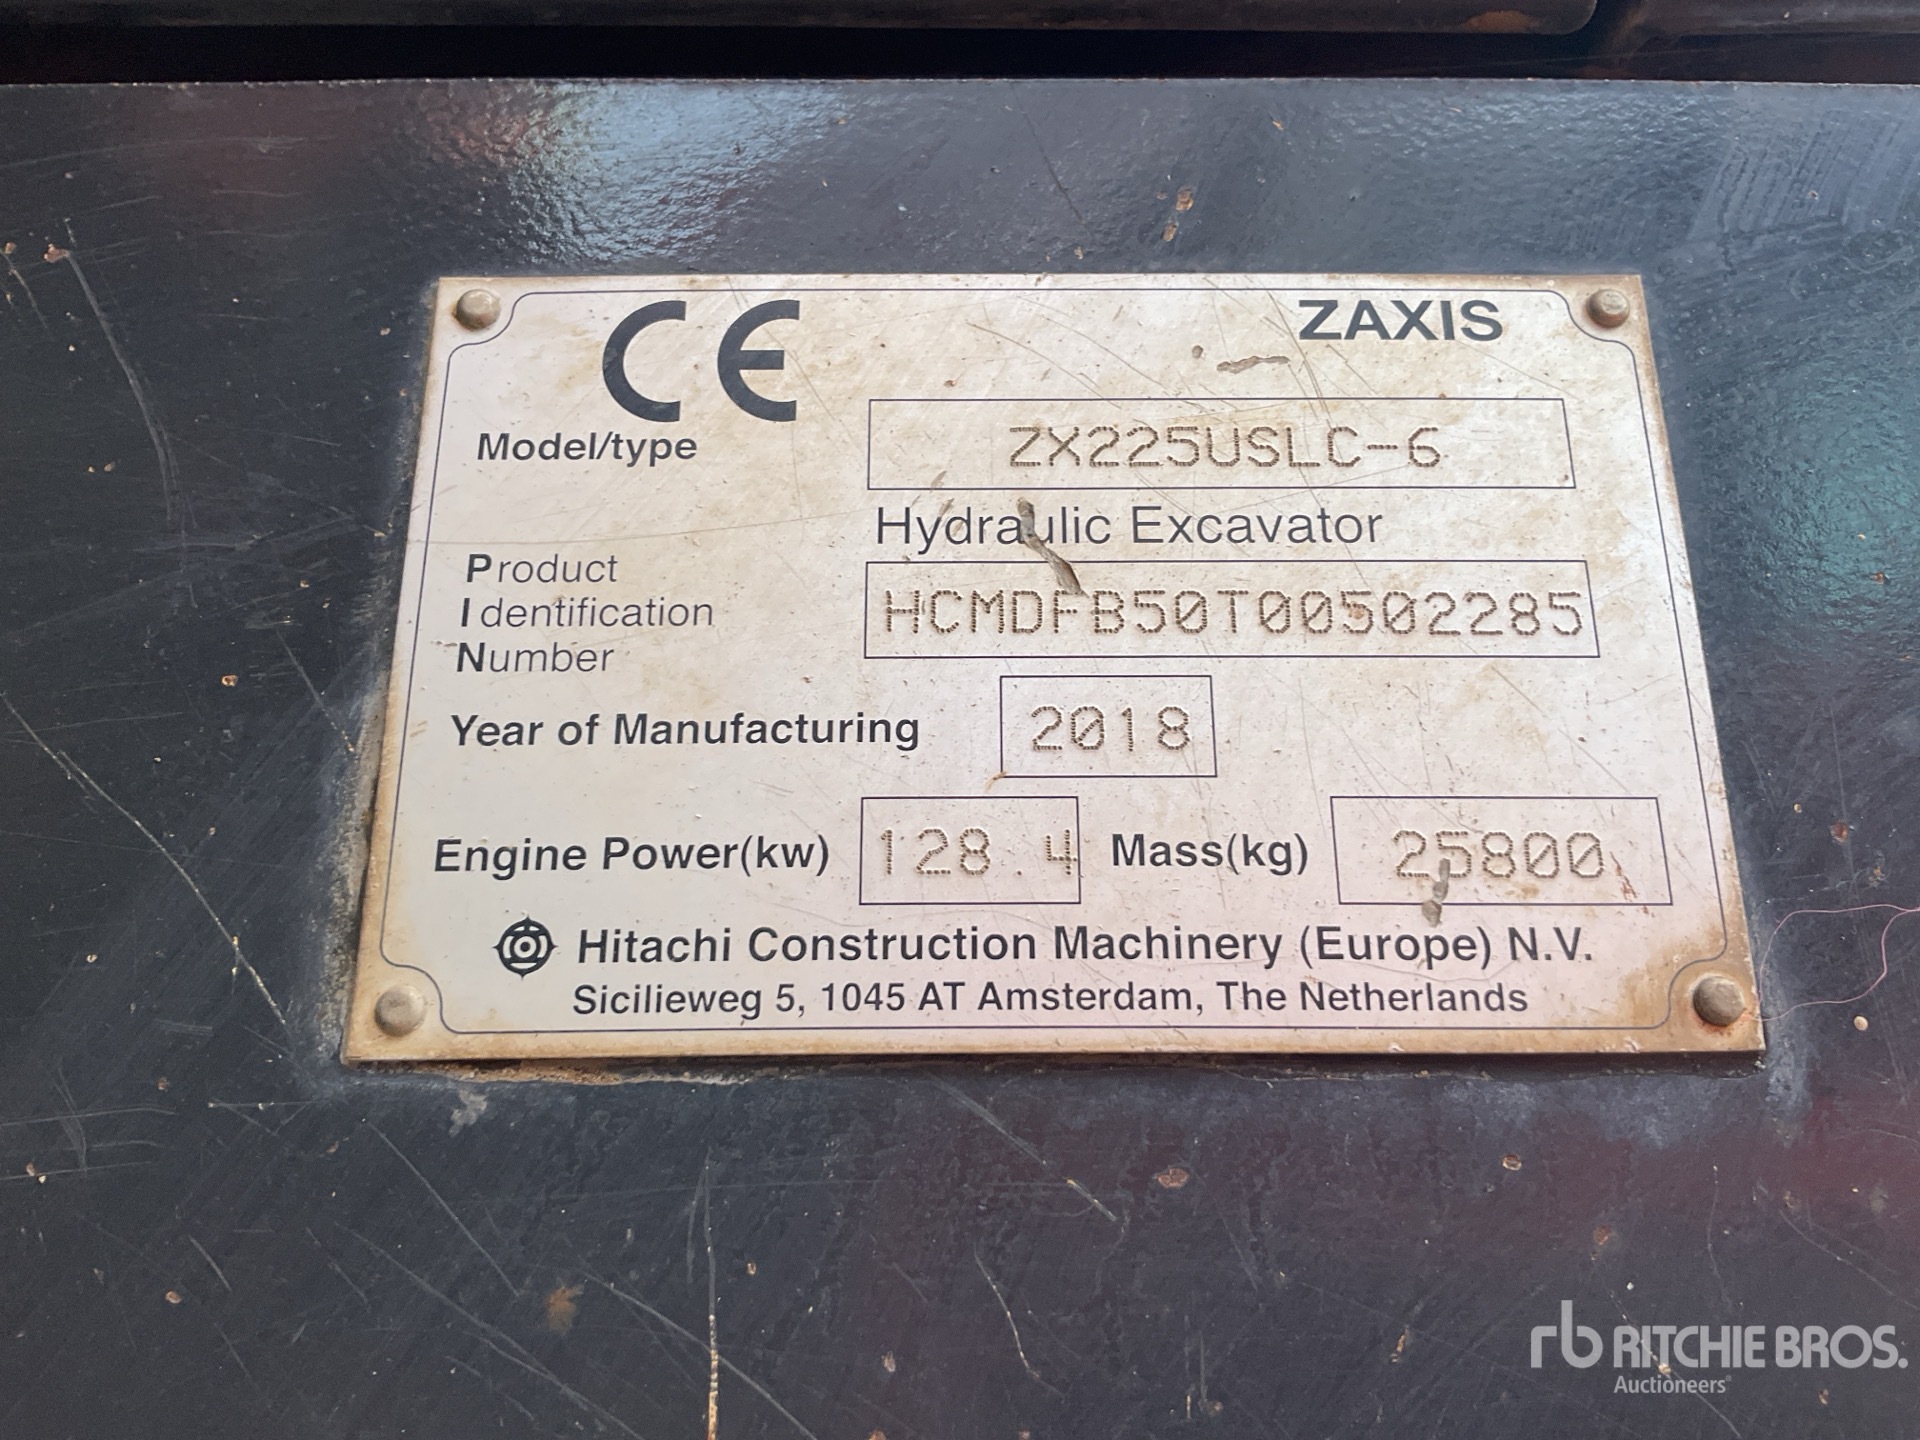 CE ZAXIS
Model/type ZX225USLC-6
Hydraulic Excavator
Product
Identification
Number
HCMDFB50T00502285
Year of Manufacturing 2018
Engine Power(kw) 128.4 Mass(kg) 25800
Hitachi Construction Machinery (Europe) N.V.
Sicilieweg 5, 1045 AT Amsterdam, The Netherlands
rb RITCHIE BROS.
Auctioneers